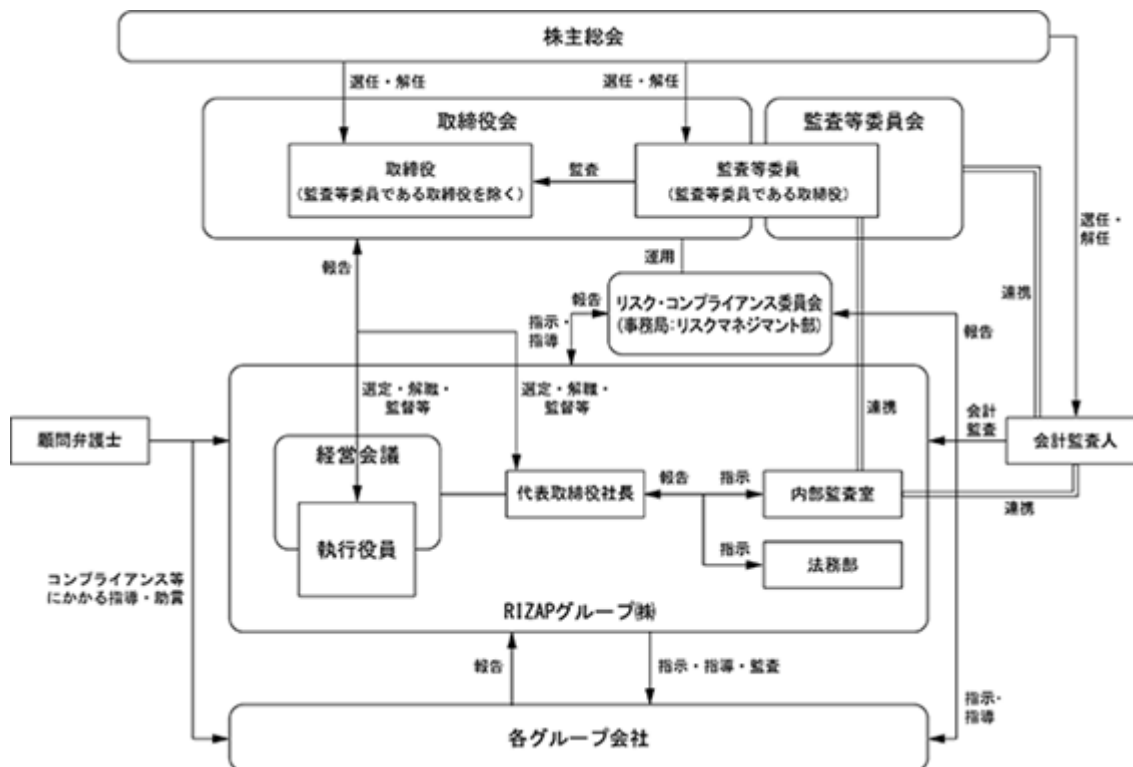 株主総会
選任・解任
選任・解任
取締役会
監査等委員会
取締役
(監査等委員である取締役を除く)
監査
監査等委員
(監査等委員である取締役)
選任・
解任
報告
運用
連携
リスク・コンプライアンス委員会
(事務局:リスクマネジメント部)
報告
指示・
指導
報告
選定・解職・
監督等
選定・解職・
監督等
連携
会計
監査
顧問弁護士
会計監査人
経営会議
代表取締役社長
報告
指示
内部監査室
連携
執行役員
指示
法務部
コンプライアンス等
にかかる指導・助言
RIZAPグループ㈱
報告
指示・指導・監査
指示・
指導
各グループ会社